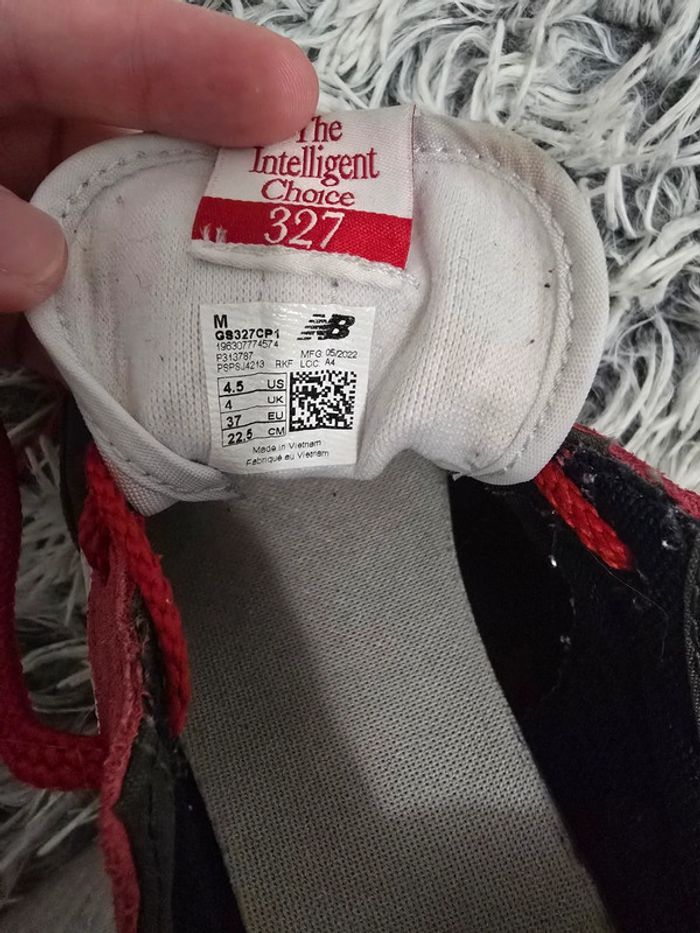 The
Intelligent
Choice
327
M
NB
GS327CP1
196307774574
P313787 MFG 05/2022
PSPSJ4213 RKF LOC A4
4.5 US
4 UK
37 EU
22.5 CM
Made in Vietnam
Fabriqué au Vietnam